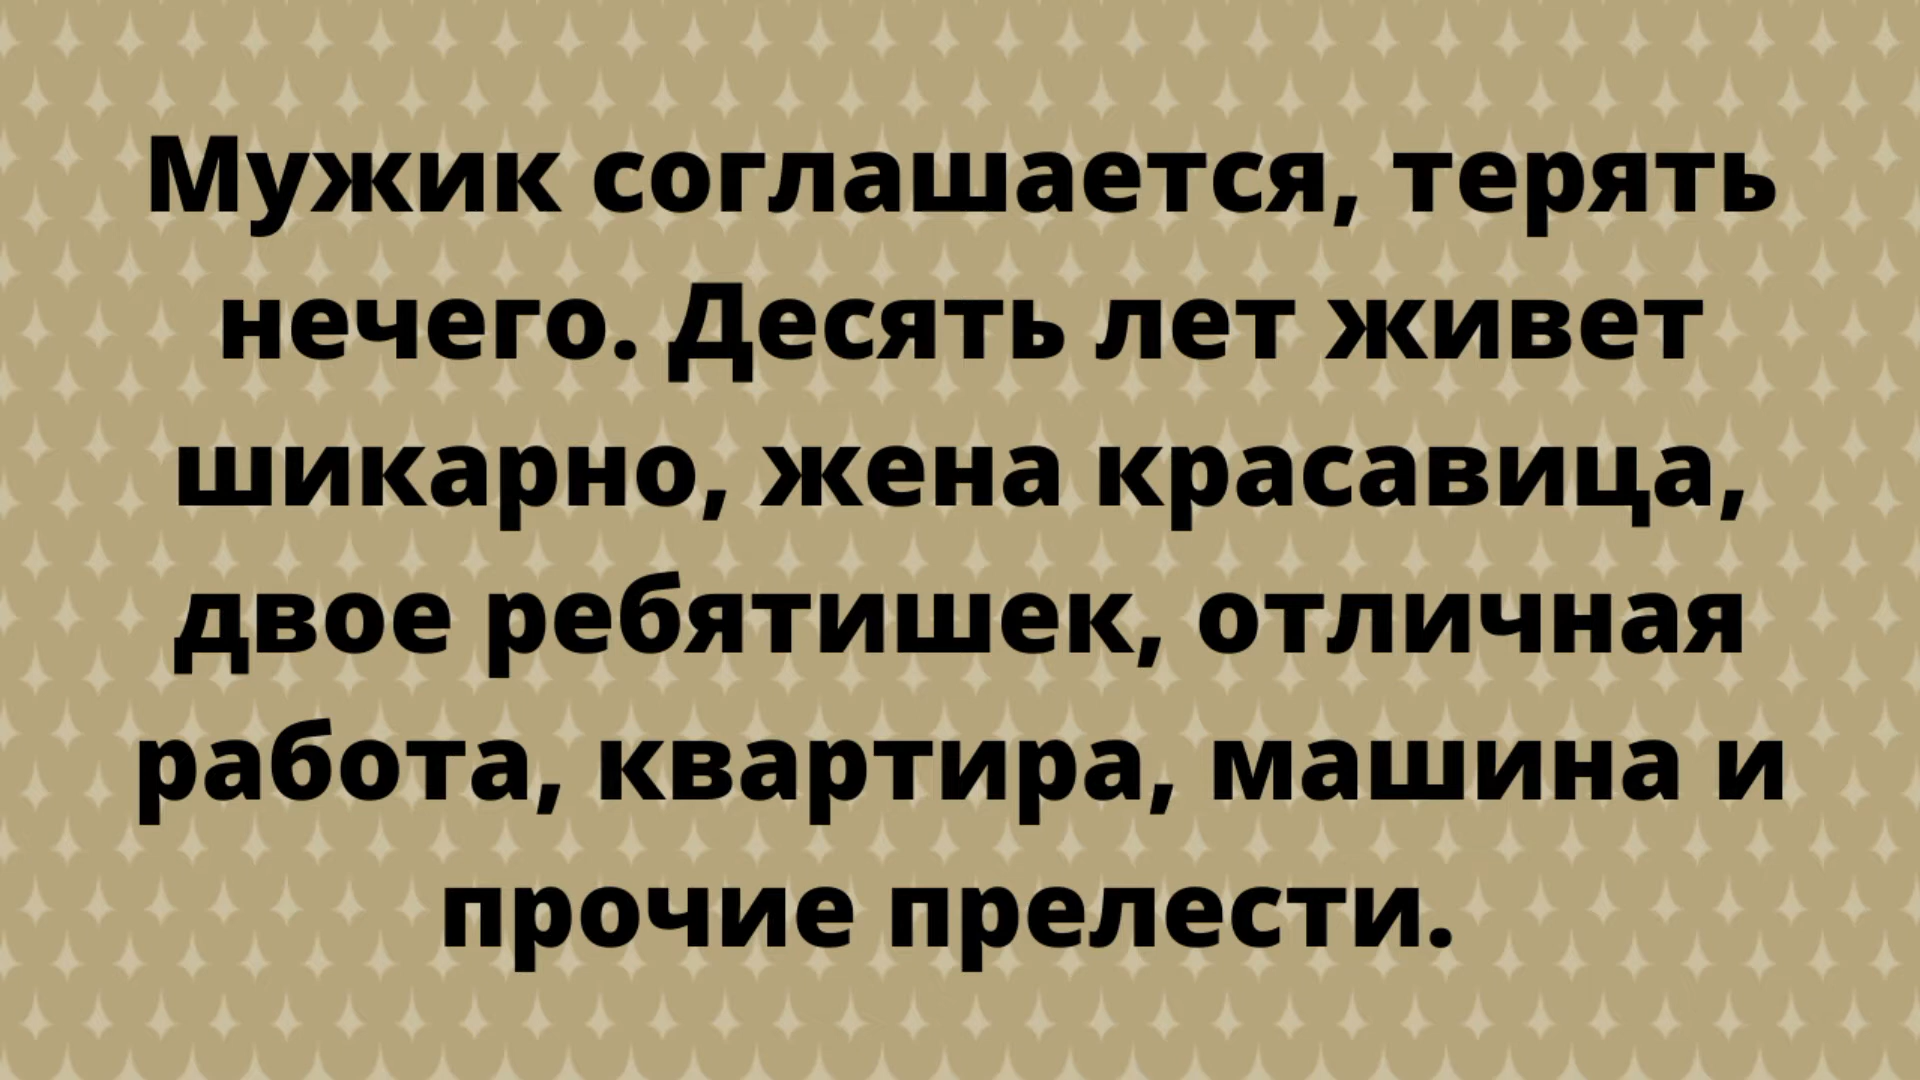 Мужик соглашается, терять
нечего. Десять лет живет
шикарно, жена красавица,
двое ребятишек, отличная
работа, квартира, машина и
прочие прелести.